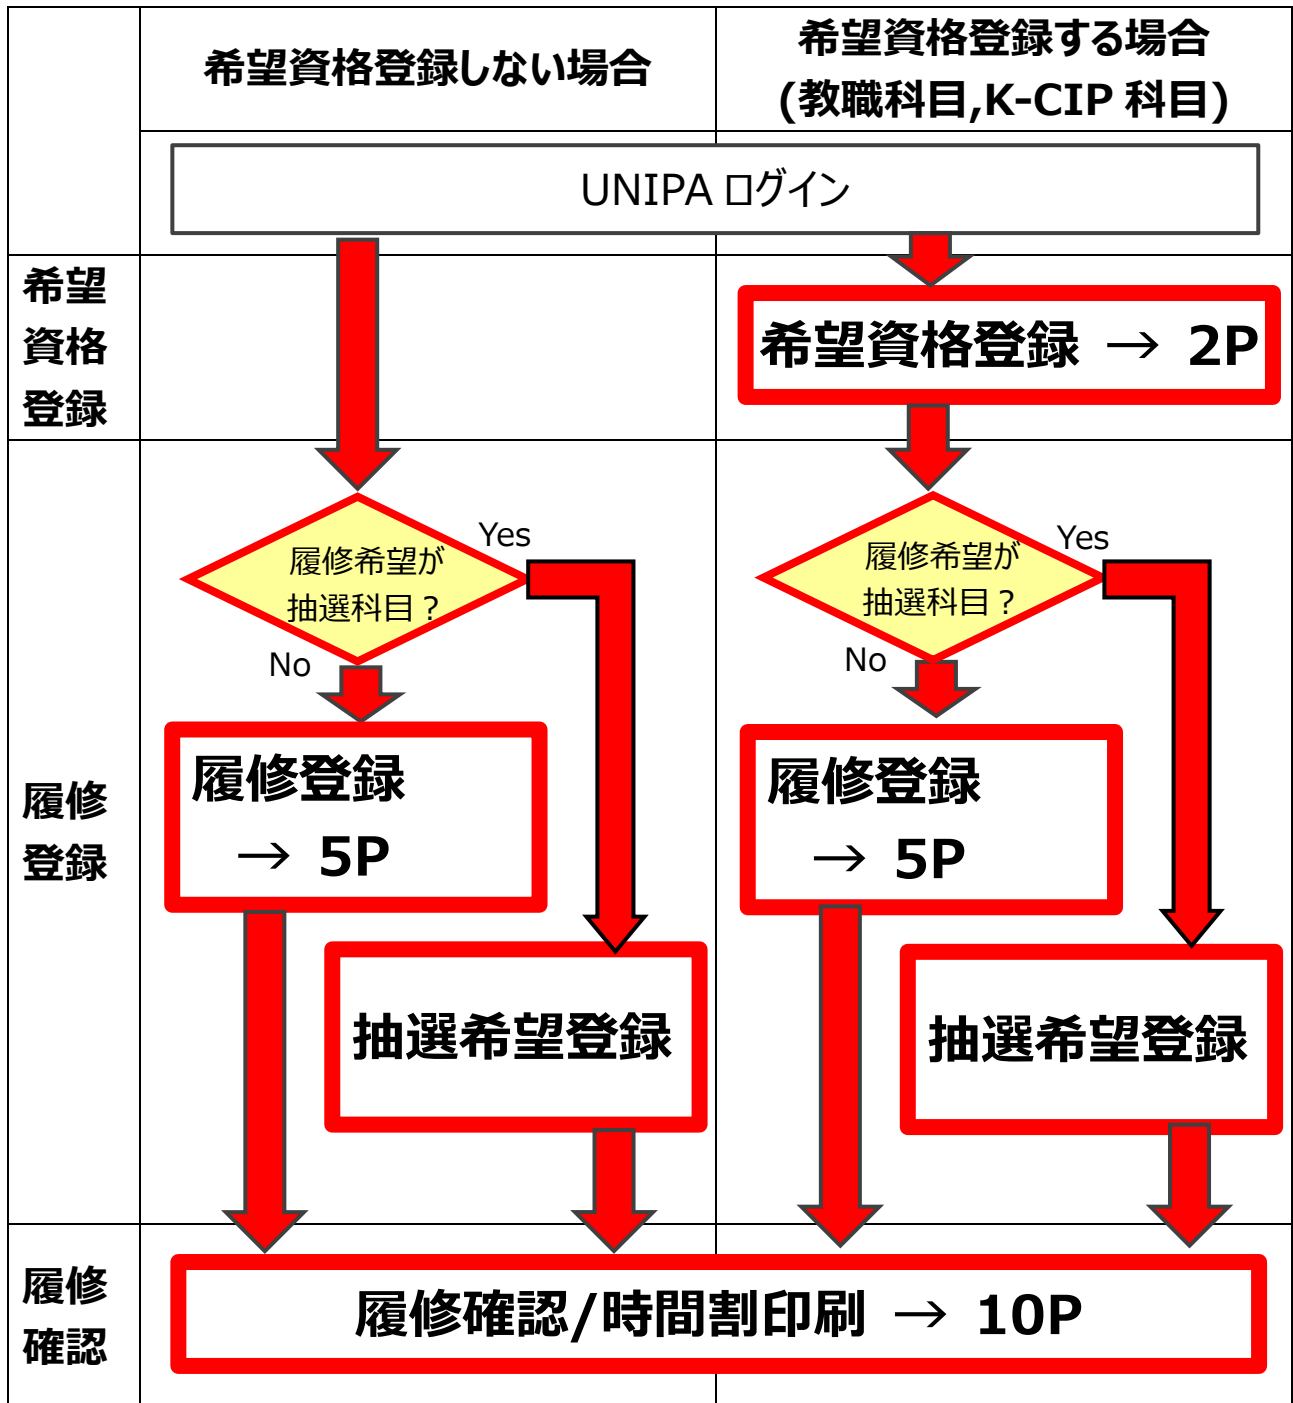 希望資格登録しない場合
希望資格登録する場合
(教職科目,K-CIP 科目)
UNIPA ログイン
希望
資格
登録
希望資格登録 → 2P
履修
登録
履修希望が
抽選科目？
Yes
No
履修登録
→ 5P
抽選希望登録
履修希望が
抽選科目？
Yes
No
履修登録
→ 5P
抽選希望登録
履修
確認
履修確認/時間割印刷 → 10P